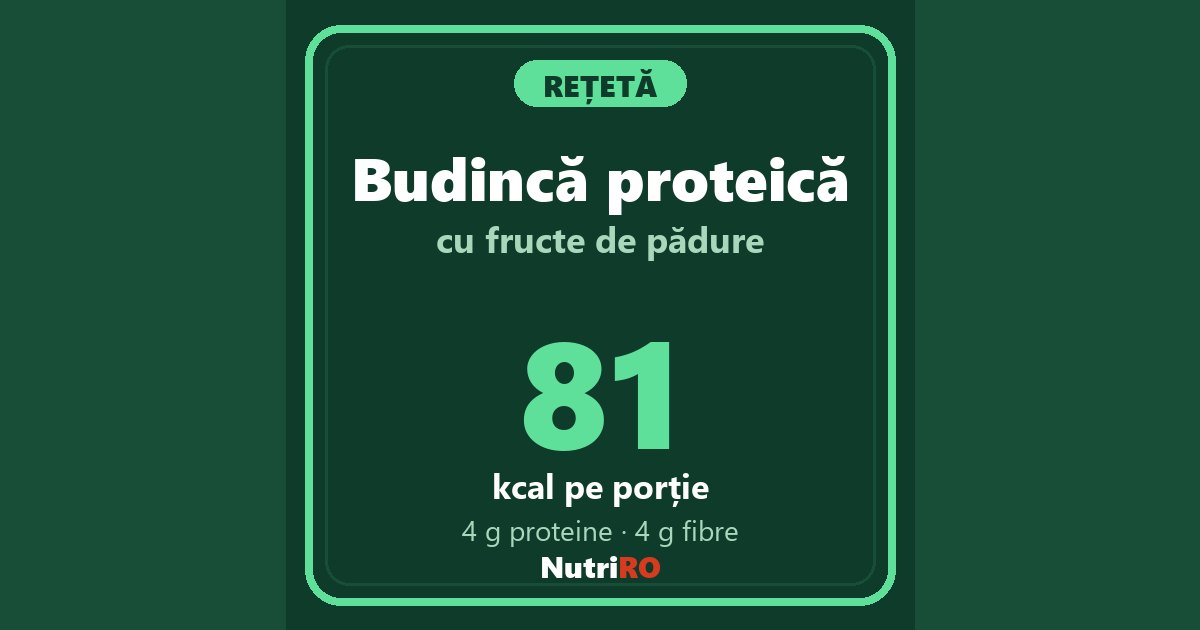 REȚETĂ
Budincă proteică
cu fructe de pădure
81
kcal pe porție
4 g proteine · 4 g fibre
NutriRO